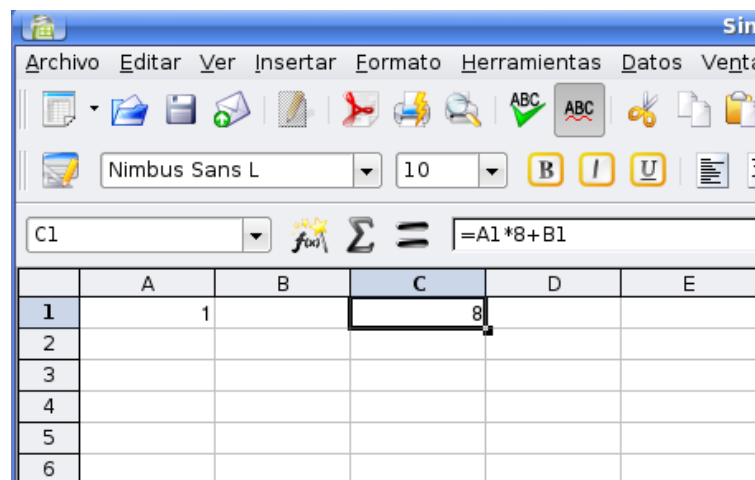 Sin
Archivo Editar Ver Insertar Formato Herramientas Datos Venta
ABC ABC
Nimbus Sans L 10 B I U
C1 f(x) Σ = =A1*8+B1
A B C D E
1 1 8
2
3
4
5
6